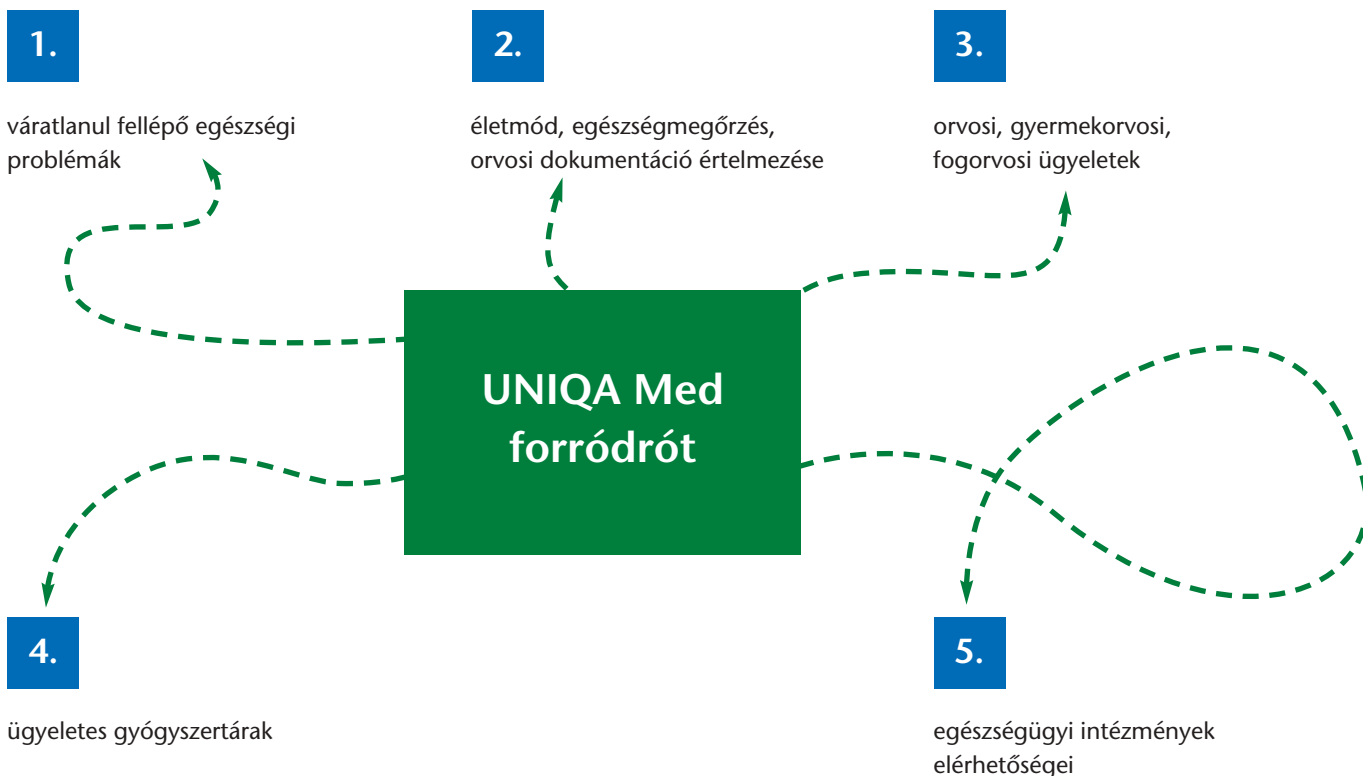 1.
váratlanul fellépő egészségi
problémák
2.
életmód, egészségmegőrzés,
orvosi dokumentáció értelmezése
3.
orvosi, gyermekorvosi,
fogorvosi ügyeletek
UNIQA Med
forródrót
4.
ügyeletes gyógyszertárak
5.
egészségügyi intézmények
elérhetőségei